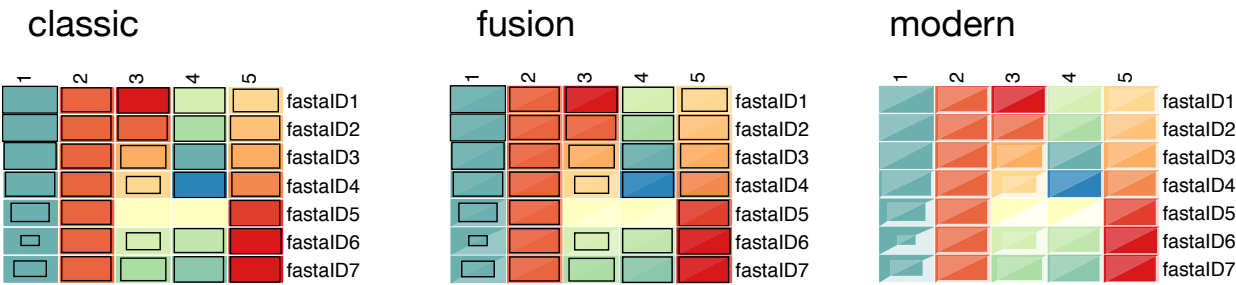 classic fusion modern
1 2 3 4 5 1 2 3 4 5 1 2 3 4 5
fastaID1 fastaID1 fastaID1
fastaID2 fastaID2 fastaID2
fastaID3 fastaID3 fastaID3
fastaID4 fastaID4 fastaID4
fastaID5 fastaID5 fastaID5
fastaID6 fastaID6 fastaID6
fastaID7 fastaID7 fastaID7